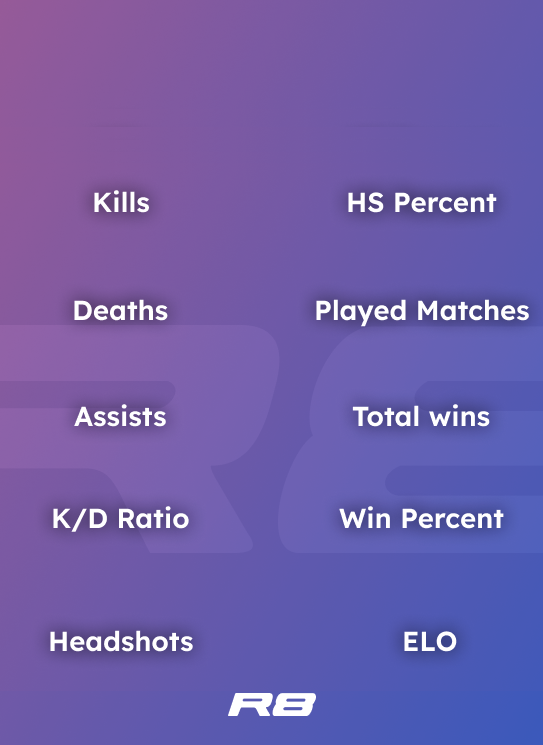 Kills
HS Percent
Deaths
Played Matches
Assists
Total wins
K/D Ratio
Win Percent
Headshots
ELO
R8